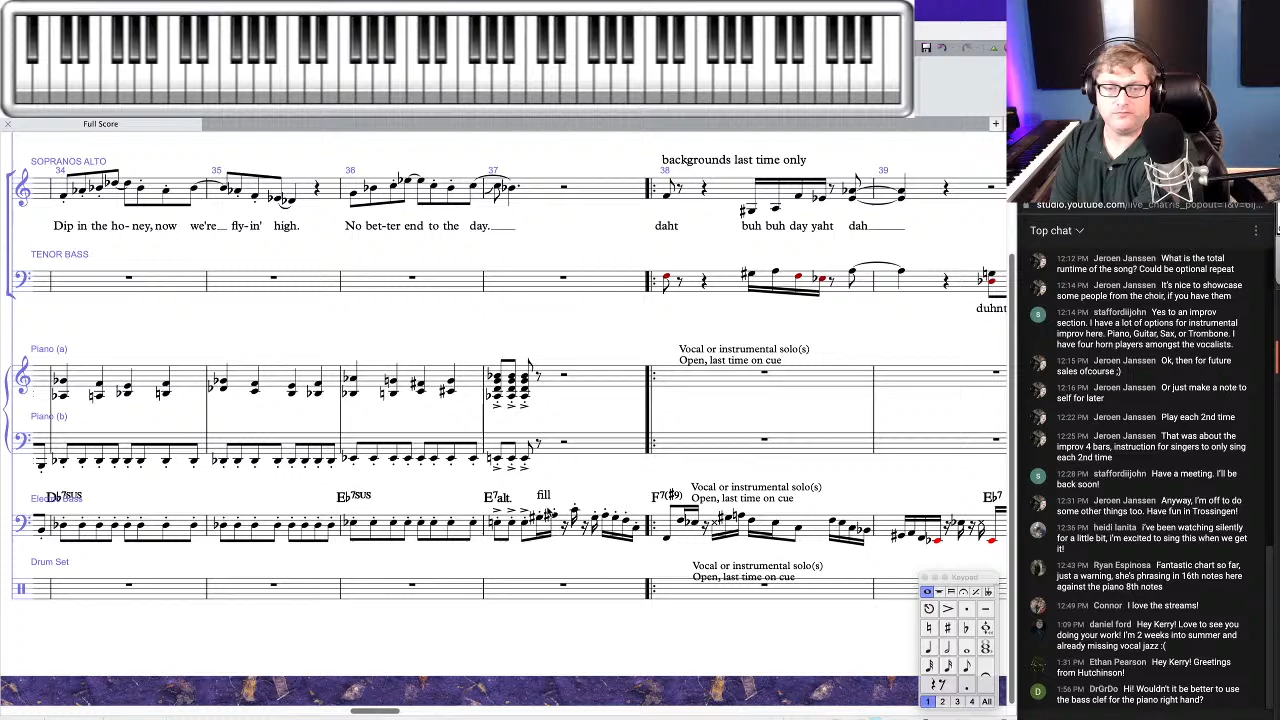 Full Score
SOPRANOS ALTO
34
35
36
37
backgrounds last time only
38
39
Dip in the ho- ney, now we're__ fly-in' high. No bet-ter end to the day.___ daht buh buh day yaht dah____
TENOR BASS
duhnt
Piano (a)
Vocal or instrumental solo(s)
Open, last time on cue
Piano (b)
D♭7SUS E♭7SUS E7alt. fill F7(#9) E♭7
Vocal or instrumental solo(s)
Open, last time on cue
Drum Set
Vocal or instrumental solo(s)
Open, last time on cue
Keypad
1 2 3 4 All
Top chat
12:12 PM Jeroen Janssen What is the total
runtime of the song? Could be optional repeat
12:14 PM Jeroen Janssen It's nice to showcase
some people from the choir, if you have them
S
12:14 PM staffordiijohn Yes to an improv
section. I have a lot of options for instrumental
improv here. Piano, Guitar, Sax, or Trombone. I
have four horn players amongst the vocalists.
12:15 PM Jeroen Janssen Ok, then for future
sales ofcourse ;)
12:16 PM Jeroen Janssen Or just make a note to
self for later
12:22 PM Jeroen Janssen Play each 2nd time
12:25 PM Jeroen Janssen That was about the
improv 4 bars, instruction for singers to only sing
each 2nd time
S
12:28 PM staffordiijohn Have a meeting. I'll be
back soon!
12:31 PM Jeroen Janssen Anyway, I'm off to do
some other things too. Have fun in Trossingen!
12:36 PM heidi lanita i've been watching silently
for a little bit, i'm excited to sing this when we get
it!
12:43 PM Ryan Espinosa Fantastic chart so far,
just a warning, she's phrasing in 16th notes here
against the piano 8th notes
12:49 PM Connor I love the streams!
1:09 PM daniel ford Hey Kerry! Love to see you
doing your work! I'm 2 weeks into summer and
already missing vocal jazz :(
1:31 PM Ethan Pearson Hey Kerry! Greetings
from Hutchinson!
D
1:56 PM DrGrDo Hi! Wouldn't it be better to use
the bass clef for the piano right hand?